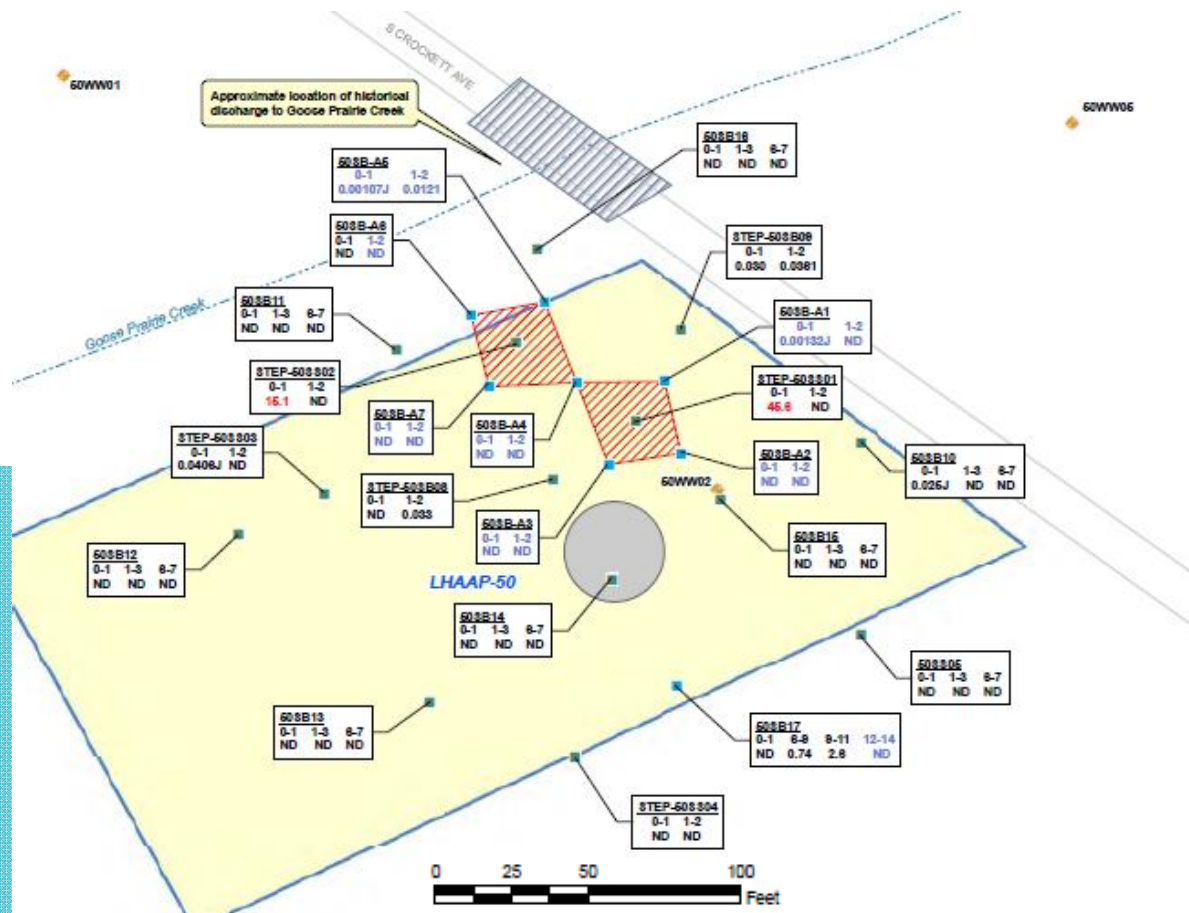 S CROCKETT AVE
50WW01
Approximate location of historical
discharge to Goose Prairie Creek
50WW05
50SB16
0-1 1-3 6-7
ND ND ND
50SB-A5
0-1 1-2
0.00107J 0.0121
50SB-A6
0-1 1-2
ND ND
STEP-50SB09
0-1 1-2
0.030 0.0361
50SB11
0-1 1-3 6-7
ND ND ND
Goose Prairie Creek
50SB-A1
0-1 1-2
0.00132J ND
STEP-50SS02
0-1 1-2
15.1 ND
STEP-50SS01
0-1 1-2
45.6 ND
50SB-A7
0-1 1-2
ND ND
50SB-A4
0-1 1-2
ND ND
STEP-50SS03
0-1 1-2
0.0406J ND
50SB-A2
0-1 1-2
ND ND
50SB10
0-1 1-3 6-7
0.025J ND ND
STEP-50SB08
0-1 1-2
ND 0.033
50WW02
50SB-A3
0-1 1-2
ND ND
50SB15
0-1 1-3 6-7
ND ND ND
50SB12
0-1 1-3 6-7
ND ND ND
LHAAP-50
50SB14
0-1 1-3 6-7
ND ND ND
50SS05
0-1 1-3 6-7
ND ND ND
50SB13
0-1 1-3 6-7
ND ND ND
50SB17
0-1 6-8 9-11 12-14
ND 0.74 2.6 ND
STEP-50SS04
0-1 1-2
ND ND
0 25 50 100
Feet